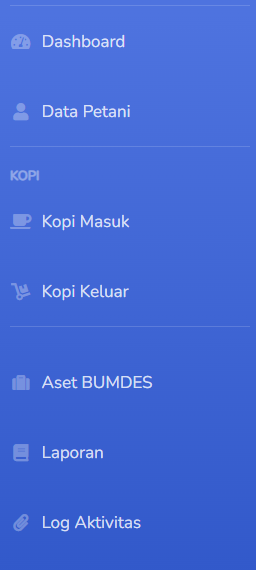 Dashboard
Data Petani
KOPI
Kopi Masuk
Kopi Keluar
Aset BUMDES
Laporan
Log Aktivitas